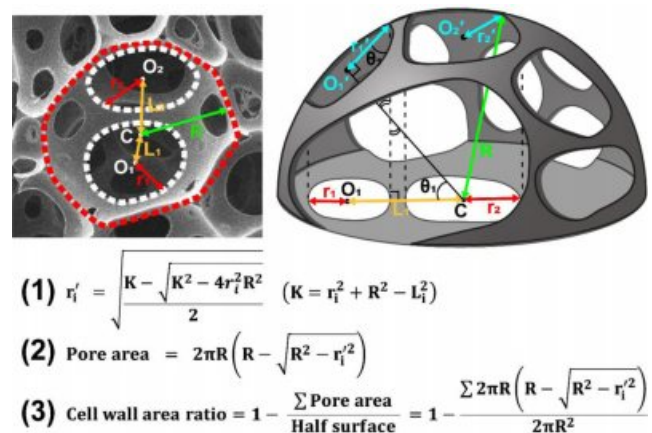 O₂
r₂
L₂
C
R
O₁
L₁
r₁
r₁′
O₁′
θ₁
O₂′
r₂′
R
r₁
O₁
L₁
θ₁
C
r₂
(1) rᵢ′ = √((K − √(K² − 4rᵢ²R²))/2) (K = rᵢ² + R² − Lᵢ²)
(2) Pore area = 2πR(R − √(R² − rᵢ′²))
(3) Cell wall area ratio = 1 − (∑ Pore area)/(Half surface) = 1 − (∑ 2πR(R − √(R² − rᵢ′²)))/(2πR²)